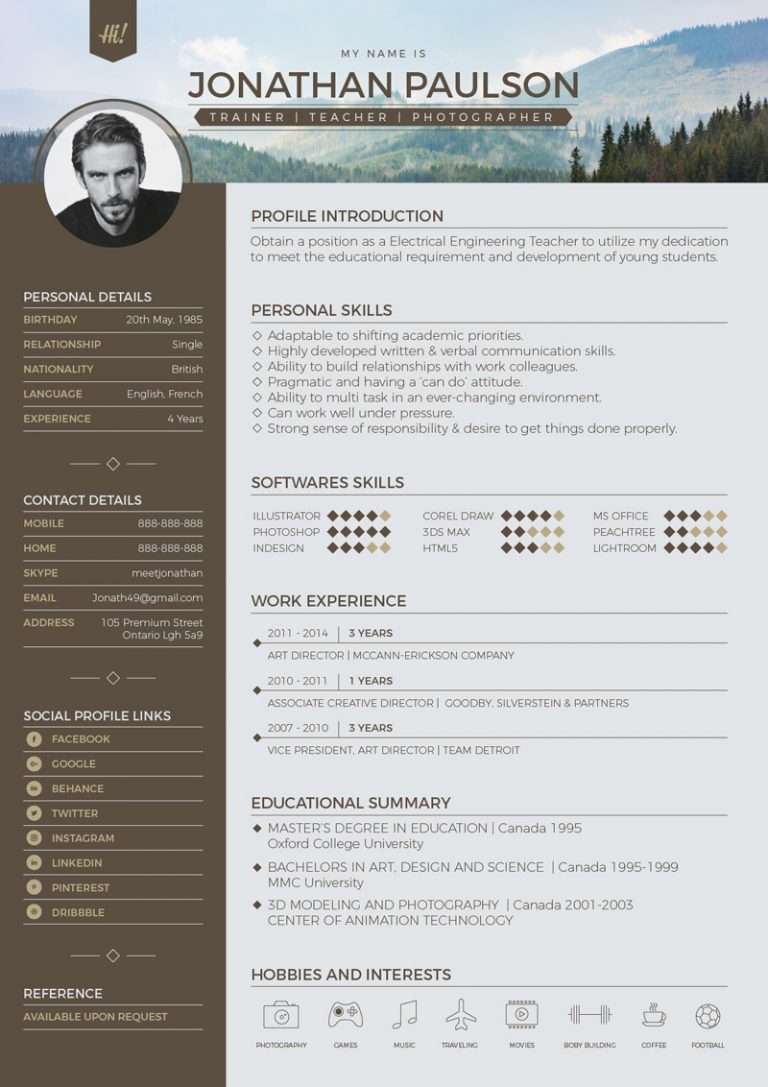 Hi!
MY NAME IS
JONATHAN PAULSON
TRAINER | TEACHER | PHOTOGRAPHER
PERSONAL DETAILS
BIRTHDAY 20th May, 1985
RELATIONSHIP Single
NATIONALITY British
LANGUAGE English, French
EXPERIENCE 4 Years
CONTACT DETAILS
MOBILE 888-888-888
HOME 888-888-888
SKYPE meetjonathan
EMAIL Jonath49@gmail.com
ADDRESS 105 Premium Street
Ontario Lgh 5a9
SOCIAL PROFILE LINKS
FACEBOOK
GOOGLE
BEHANCE
TWITTER
INSTAGRAM
LINKEDIN
PINTEREST
DRIBBBLE
REFERENCE
AVAILABLE UPON REQUEST
PROFILE INTRODUCTION
Obtain a position as a Electrical Engineering Teacher to utilize my dedication
to meet the educational requirement and development of young students.
PERSONAL SKILLS
Adaptable to shifting academic priorities.
Highly developed written & verbal communication skills.
Ability to build relationships with work colleagues.
Pragmatic and having a 'can do' attitude.
Ability to multi task in an ever-changing environment.
Can work well under pressure.
Strong sense of responsibility & desire to get things done properly.
SOFTWARES SKILLS
ILLUSTRATOR COREL DRAW MS OFFICE
PHOTOSHOP 3DS MAX PEACHTREE
INDESIGN HTML5 LIGHTROOM
WORK EXPERIENCE
2011 - 2014 | 3 YEARS
ART DIRECTOR | MCCANN-ERICKSON COMPANY
2010 - 2011 | 1 YEARS
ASSOCIATE CREATIVE DIRECTOR | GOODBY, SILVERSTEIN & PARTNERS
2007 - 2010 | 3 YEARS
VICE PRESIDENT, ART DIRECTOR | TEAM DETROIT
EDUCATIONAL SUMMARY
MASTER'S DEGREE IN EDUCATION | Canada 1995
Oxford College University
BACHELORS IN ART, DESIGN AND SCIENCE | Canada 1995-1999
MMC University
3D MODELING AND PHOTOGRAPHY | Canada 2001-2003
CENTER OF ANIMATION TECHNOLOGY
HOBBIES AND INTERESTS
PHOTOGRAPHY GAMES MUSIC TRAVELING MOVIES BOBY BUILDING COFFEE FOOTBALL